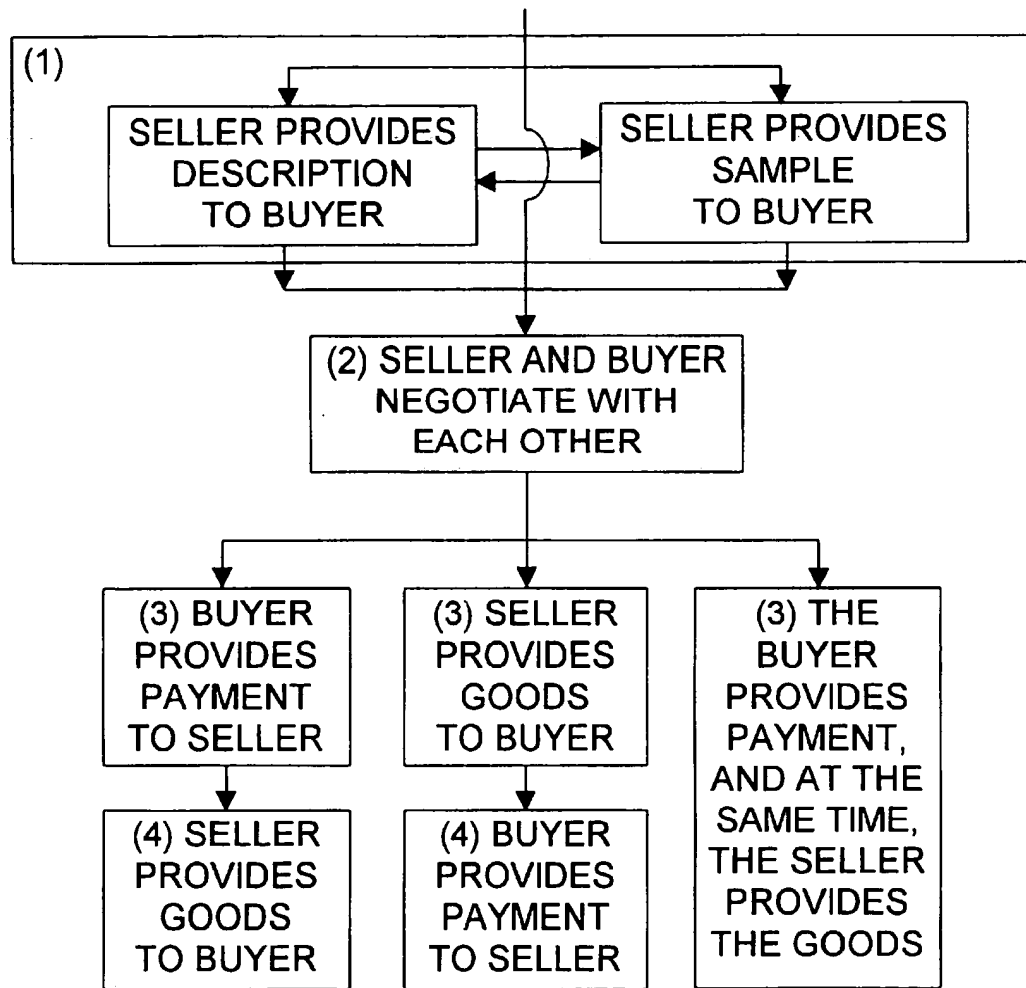 (1)
SELLER PROVIDES
DESCRIPTION
TO BUYER
SELLER PROVIDES
SAMPLE
TO BUYER
(2) SELLER AND BUYER
NEGOTIATE WITH
EACH OTHER
(3) BUYER
PROVIDES
PAYMENT
TO SELLER
(4) SELLER
PROVIDES
GOODS
TO BUYER
(3) SELLER
PROVIDES
GOODS
TO BUYER
(4) BUYER
PROVIDES
PAYMENT
TO SELLER
(3) THE
BUYER
PROVIDES
PAYMENT,
AND AT THE
SAME TIME,
THE SELLER
PROVIDES
THE GOODS